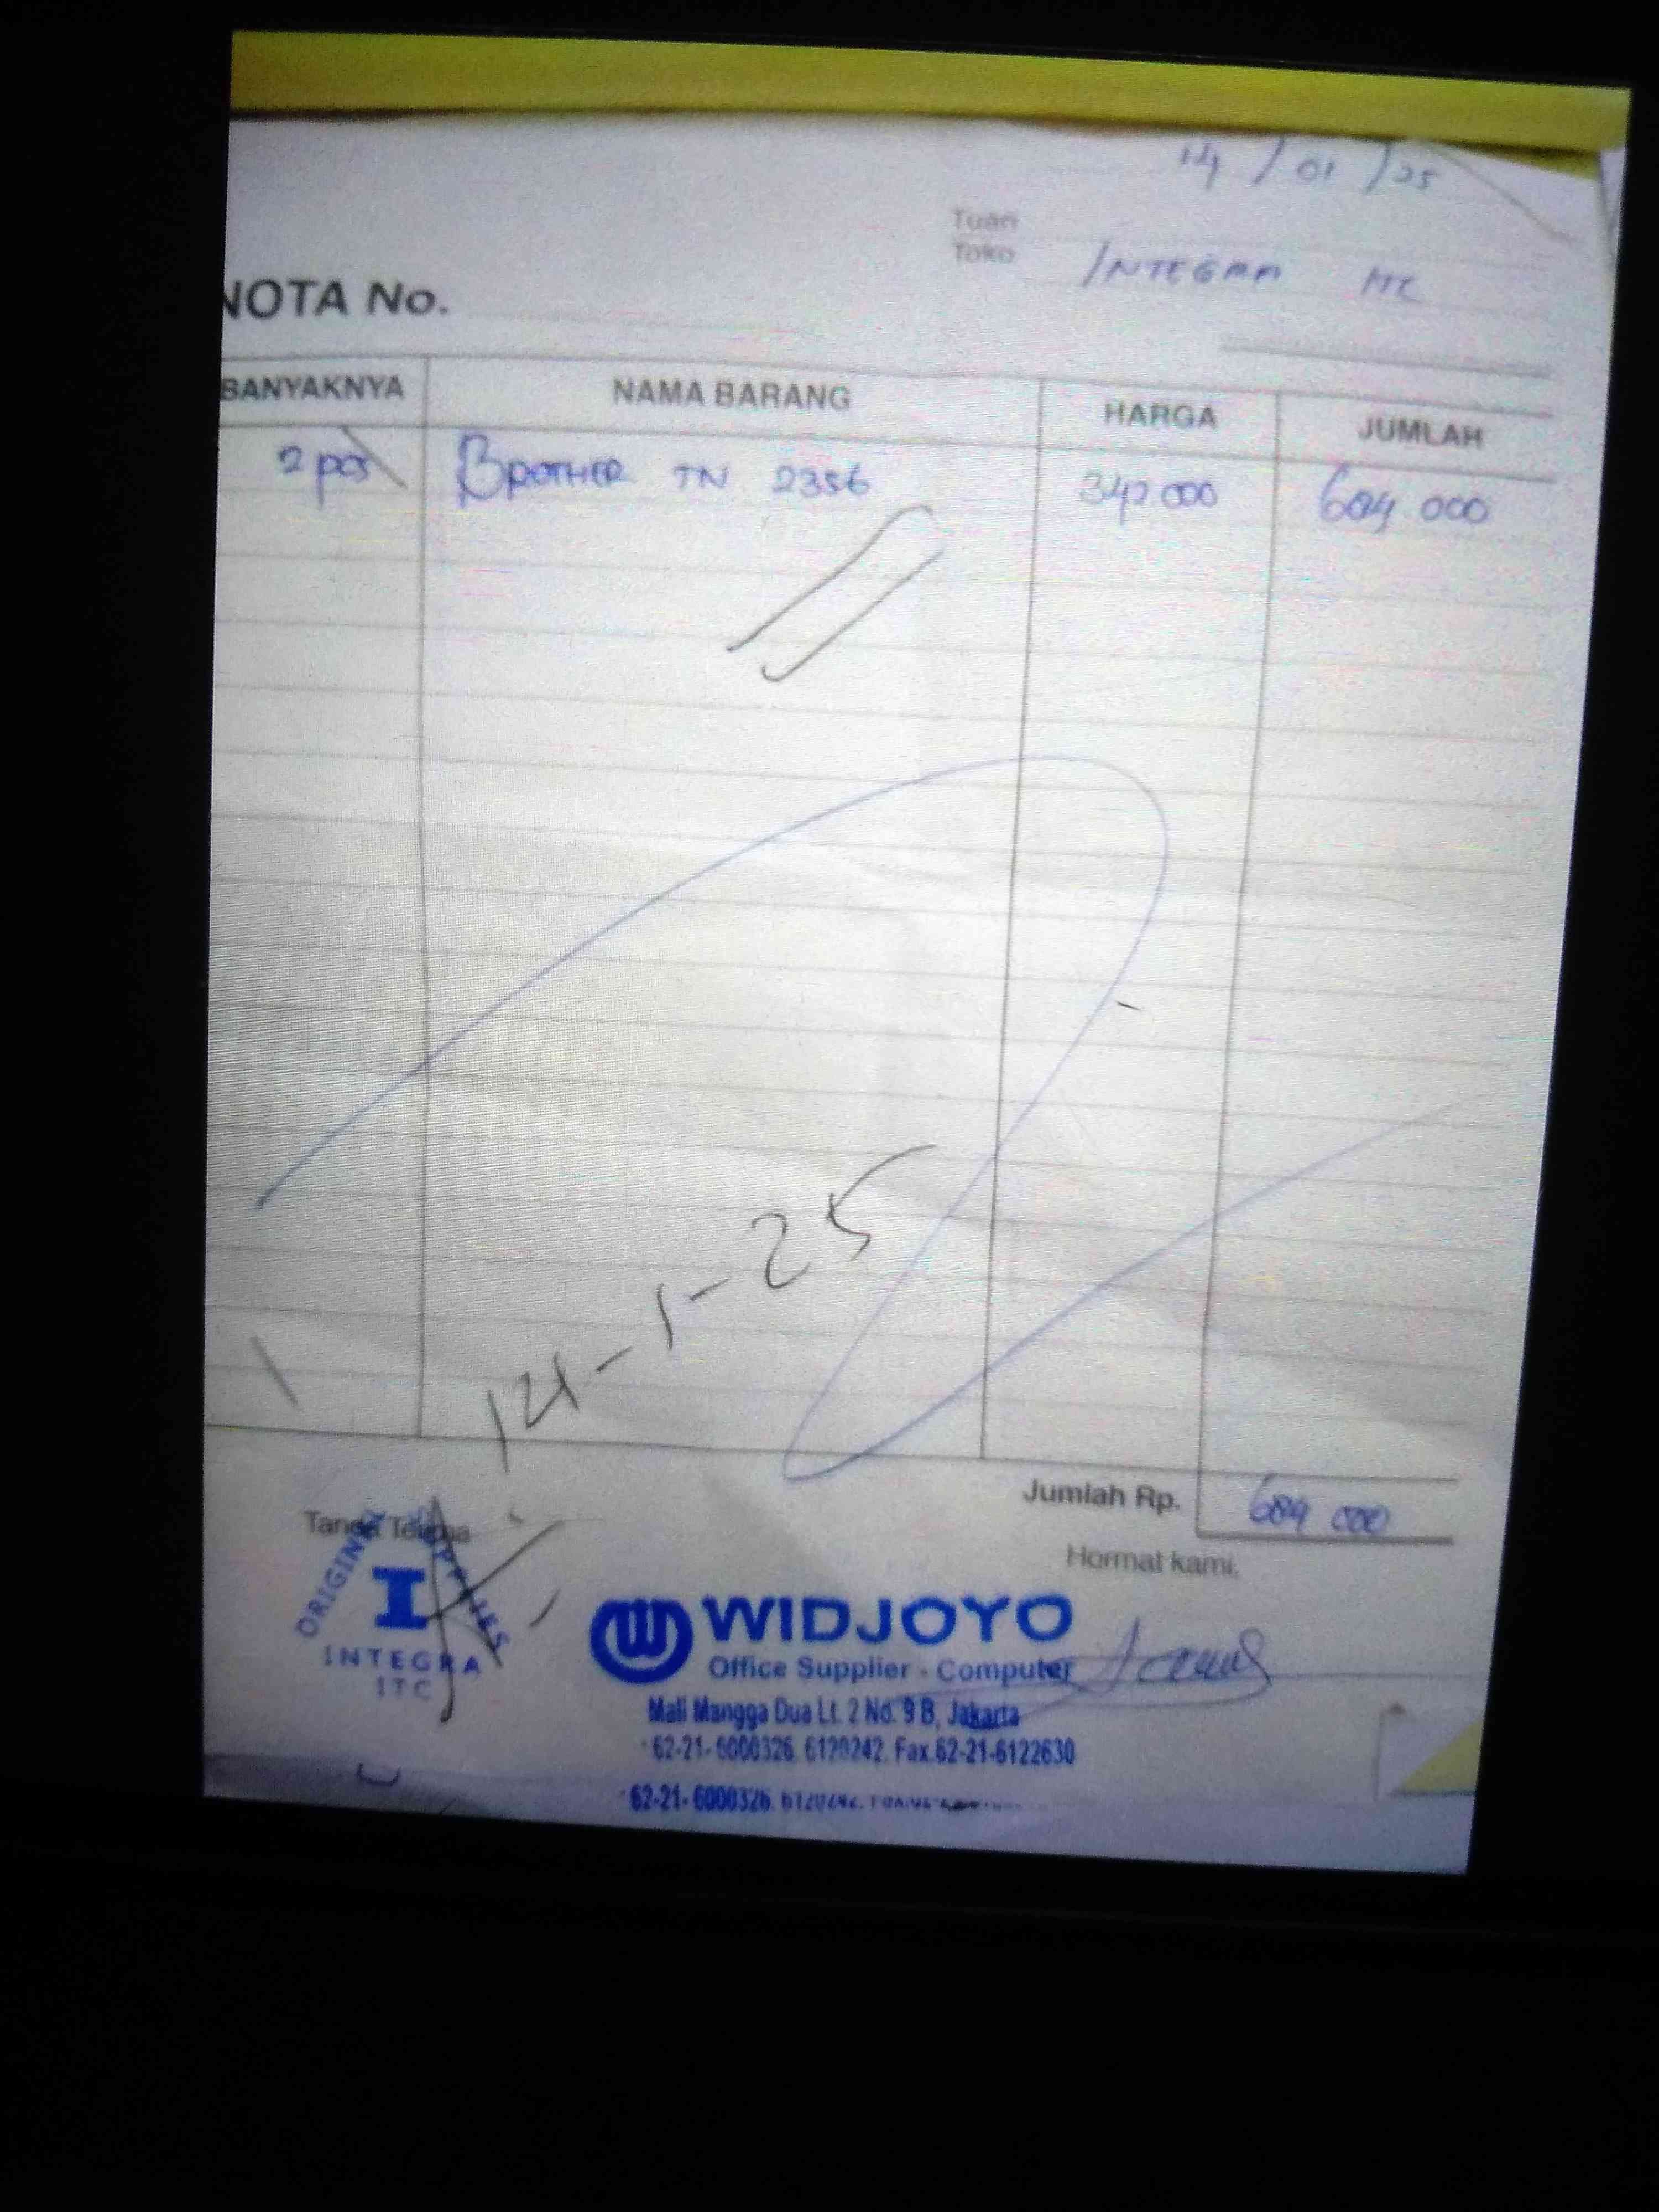 14 / 01 / 25
Tuan
Toko INTEGRA ITC
NOTA No.
BANYAKNYA NAMA BARANG HARGA JUMLAH
2 pcs BROTHER TN 2356 342.000 684 000
14-1-25
Jumlah Rp. 684 000
Tanda Terima
Hormat kami,
ORIGINAL SUPPLIES
I
INTEGRA
ITC
WIDJOYO
Office Supplier - Computer
Mall Mangga Dua Lt. 2 No. 9 B, Jakarta
62-21-6000326. 6120242. Fax.62-21-6122630
62-21-6000326.